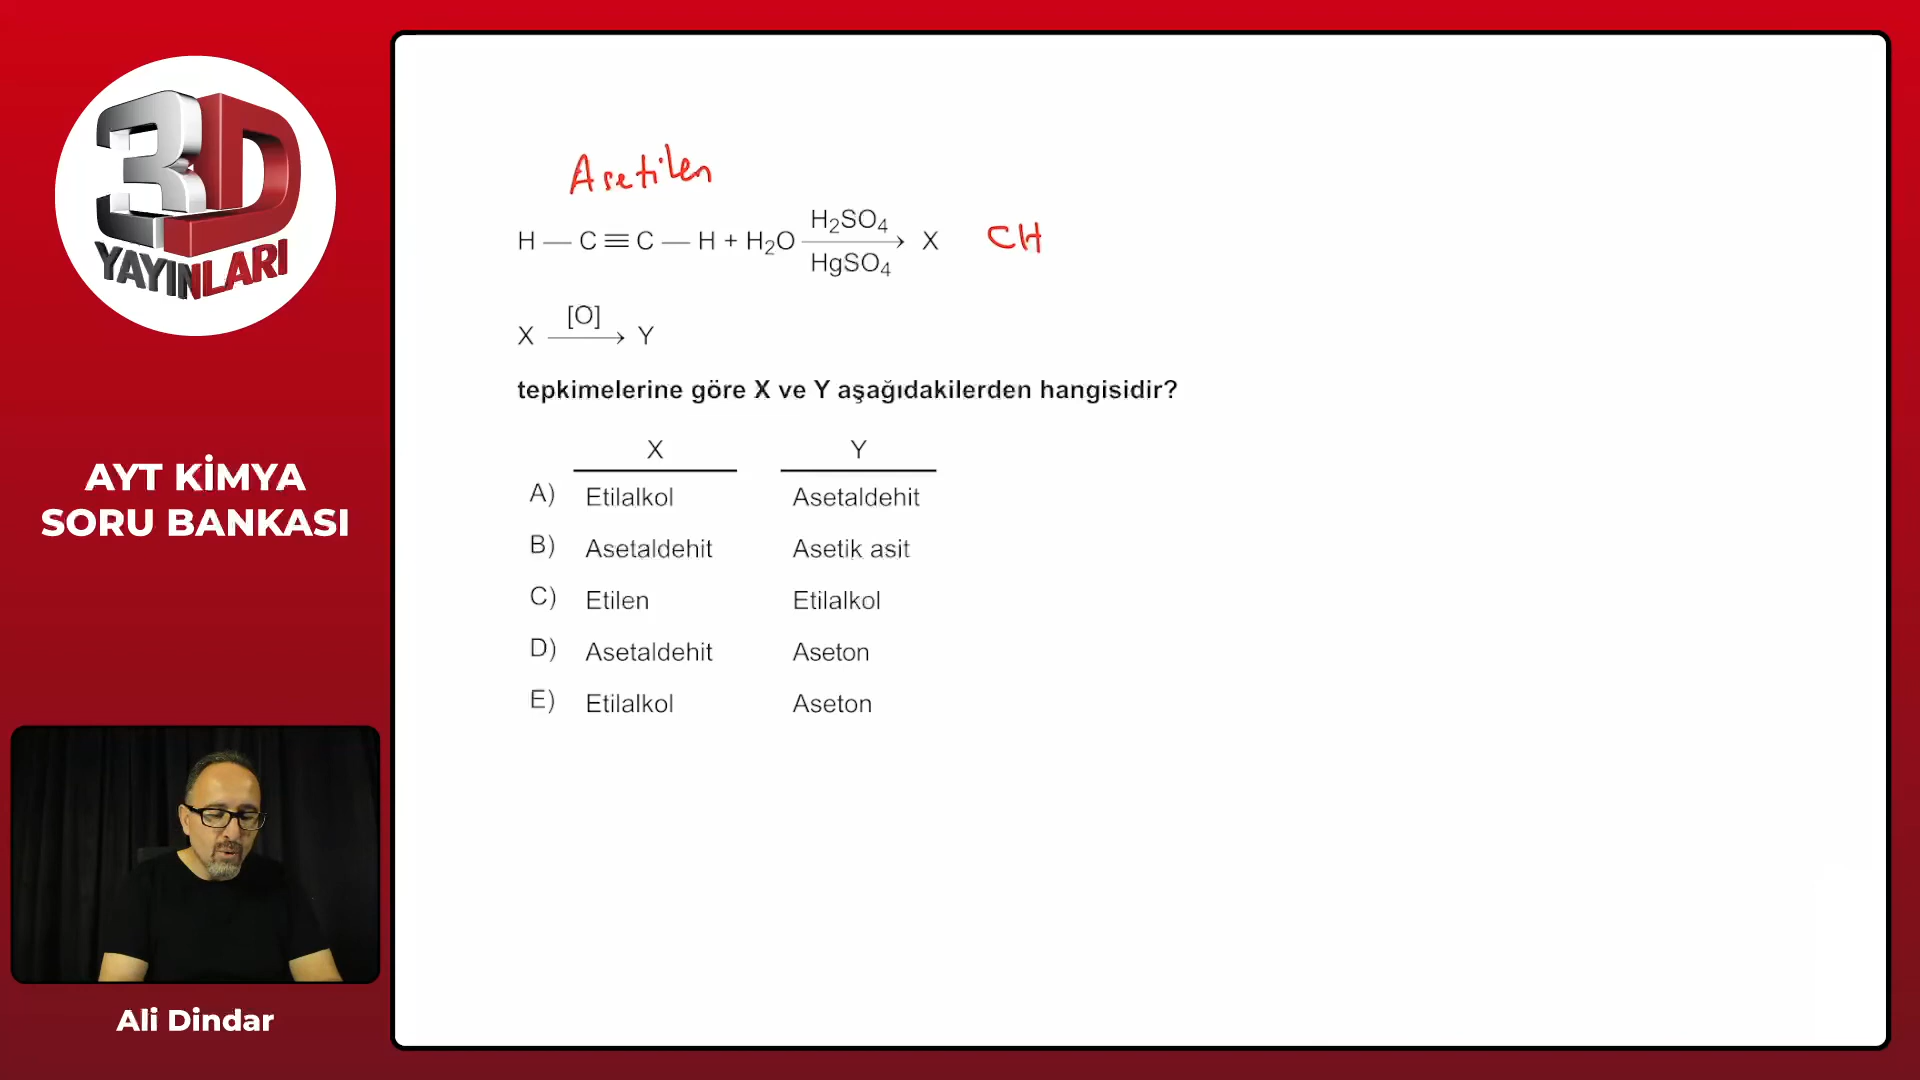 3D
YAYINLARI
AYT KİMYA
SORU BANKASI
Ali Dindar
Asetilen
H — C ≡ C — H + H₂O H₂SO₄ HgSO₄ → X CH
X [O] → Y
tepkimelerine göre X ve Y aşağıdakilerden hangisidir?
X Y
A) Etilalkol Asetaldehit
B) Asetaldehit Asetik asit
C) Etilen Etilalkol
D) Asetaldehit Aseton
E) Etilalkol Aseton